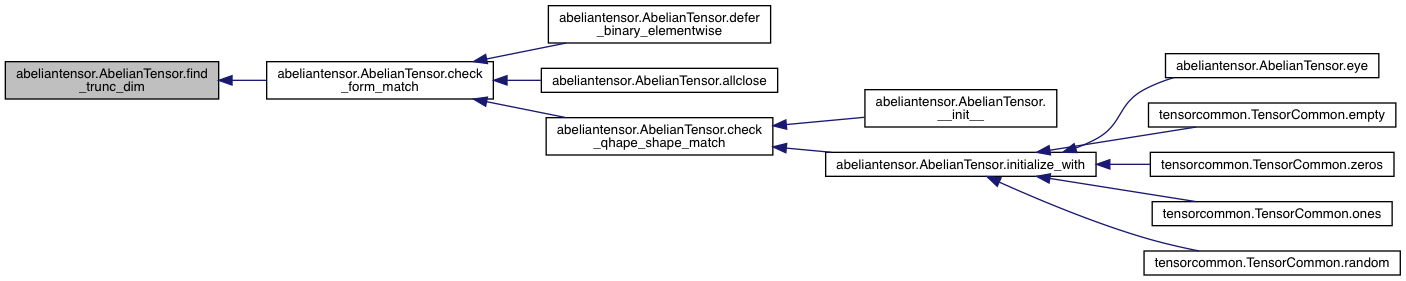 abeliantensor.AbelianTensor.find
_trunc_dim
abeliantensor.AbelianTensor.check
_form_match
abeliantensor.AbelianTensor.defer
_binary_elementwise
abeliantensor.AbelianTensor.allclose
abeliantensor.AbelianTensor.check
_qhape_shape_match
abeliantensor.AbelianTensor.
__init__
abeliantensor.AbelianTensor.initialize_with
abeliantensor.AbelianTensor.eye
tensorcommon.TensorCommon.empty
tensorcommon.TensorCommon.zeros
tensorcommon.TensorCommon.ones
tensorcommon.TensorCommon.random